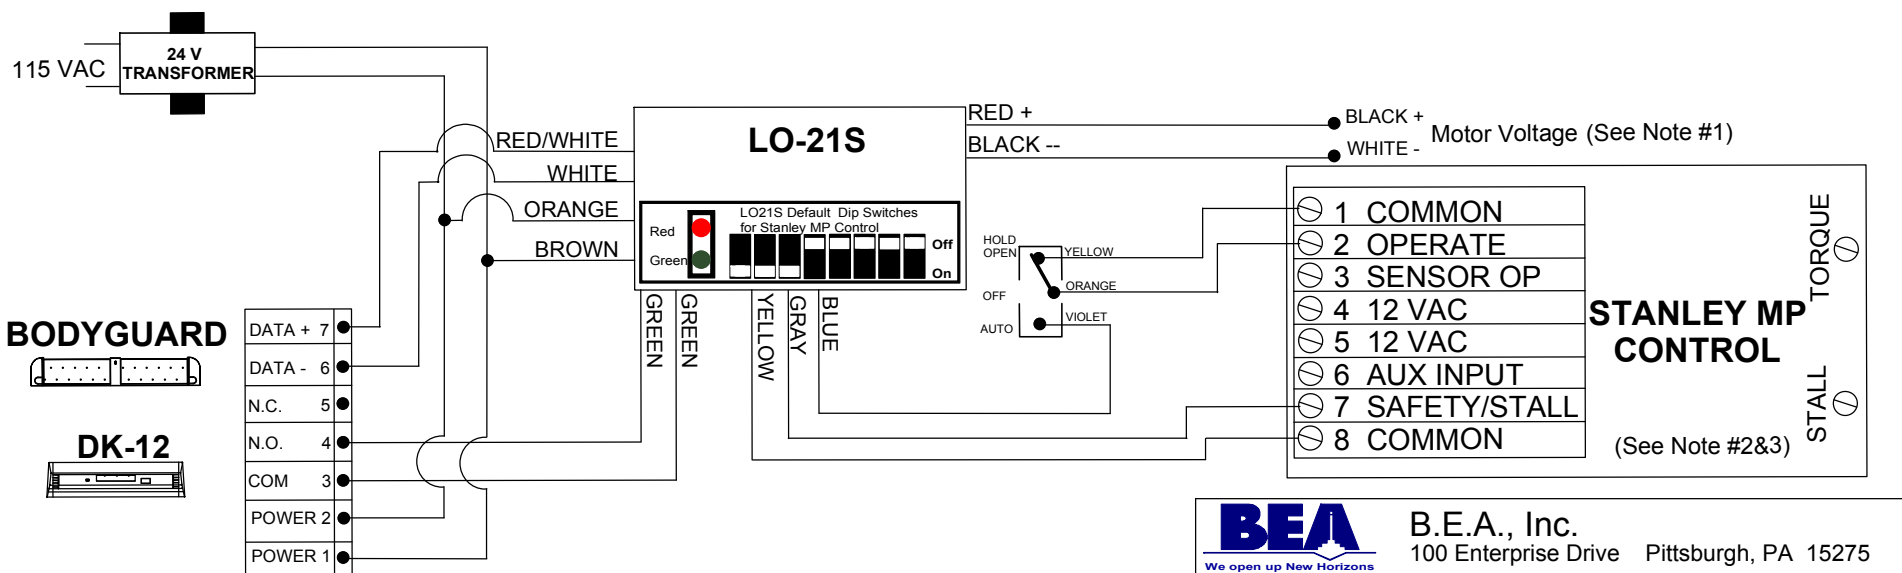 115 VAC
24 V
TRANSFORMER
RED/WHITE
WHITE
ORANGE
BROWN
LO-21S
LO21S Default Dip Switches
for Stanley MP Control
Red
Green
Off
On
RED +
BLACK --
BLACK +
WHITE -
Motor Voltage (See Note #1)
GREEN
GREEN
YELLOW
GRAY
BLUE
HOLD
OPEN
OFF
AUTO
YELLOW
ORANGE
VIOLET
1 COMMON
2 OPERATE
3 SENSOR OP
4 12 VAC
5 12 VAC
6 AUX INPUT
7 SAFETY/STALL
8 COMMON
STANLEY MP
CONTROL
TORQUE
STALL
(See Note #2&3)
BODYGUARD
DK-12
DATA + 7
DATA - 6
N.C. 5
N.O. 4
COM 3
POWER 2
POWER 1
BEA
We open up New Horizons
B.E.A., Inc.
100 Enterprise Drive Pittsburgh, PA 15275